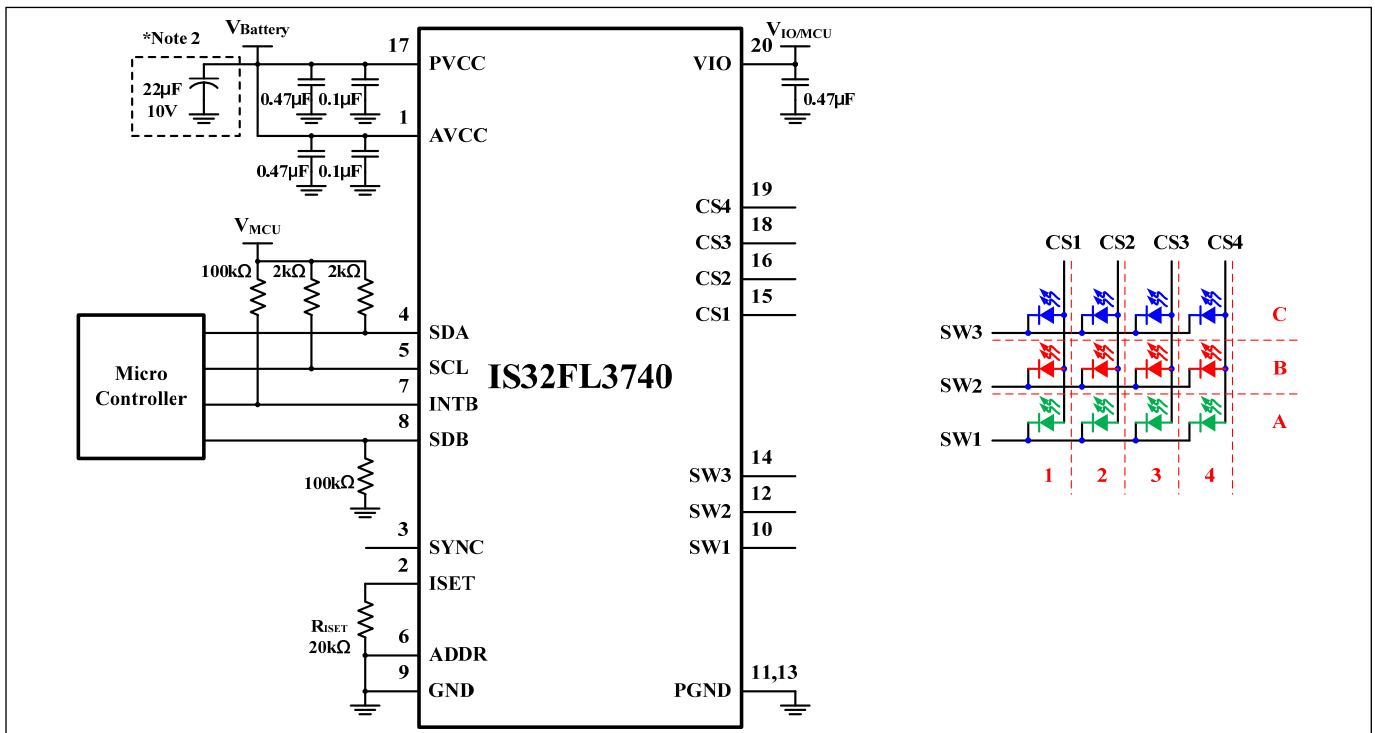 *Note 2
VBattery
22µF
10V
0.47µF
0.1µF
0.47µF
0.1µF
17
PVCC
1
AVCC
VMCU
100kΩ
2kΩ
2kΩ
Micro
Controller
4
SDA
5
SCL
7
INTB
8
SDB
100kΩ
3
SYNC
2
ISET
RISET
20kΩ
6
ADDR
9
GND
IS32FL3740
VIO/MCU
20
VIO
0.47µF
19
CS4
18
CS3
16
CS2
15
CS1
14
SW3
12
SW2
10
SW1
11,13
PGND
CS1 CS2 CS3 CS4
SW3
C
SW2
B
SW1
A
1 2 3 4